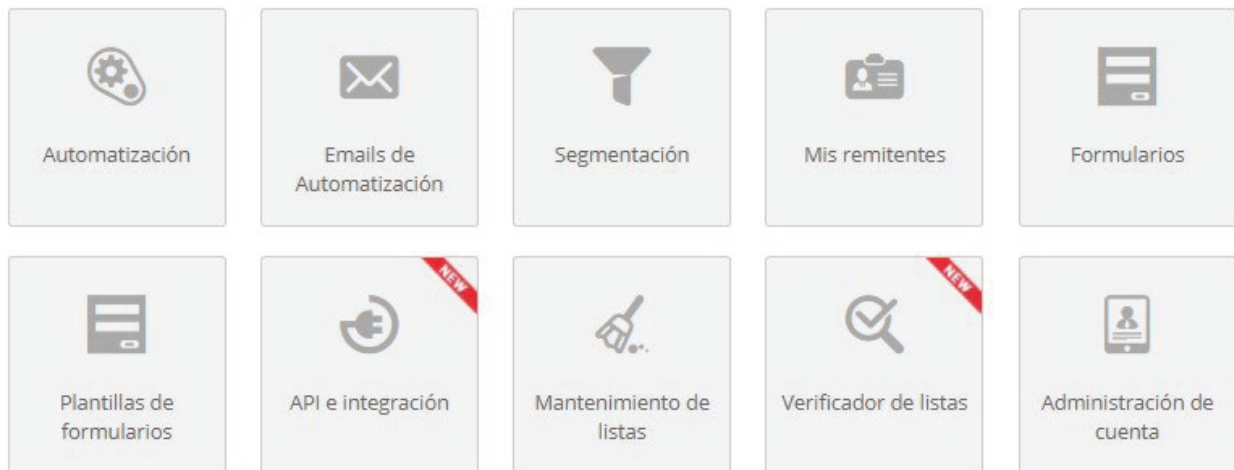 Automatización
Emails de
Automatización
Segmentación
Mis remitentes
Formularios
NEW
NEW
Plantillas de
formularios
API e integración
Mantenimiento de
listas
Verificador de listas
Administración de
cuenta